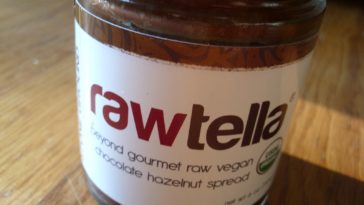 rawtella
beyond gourmet raw vegan
chocolate hazelnut spread